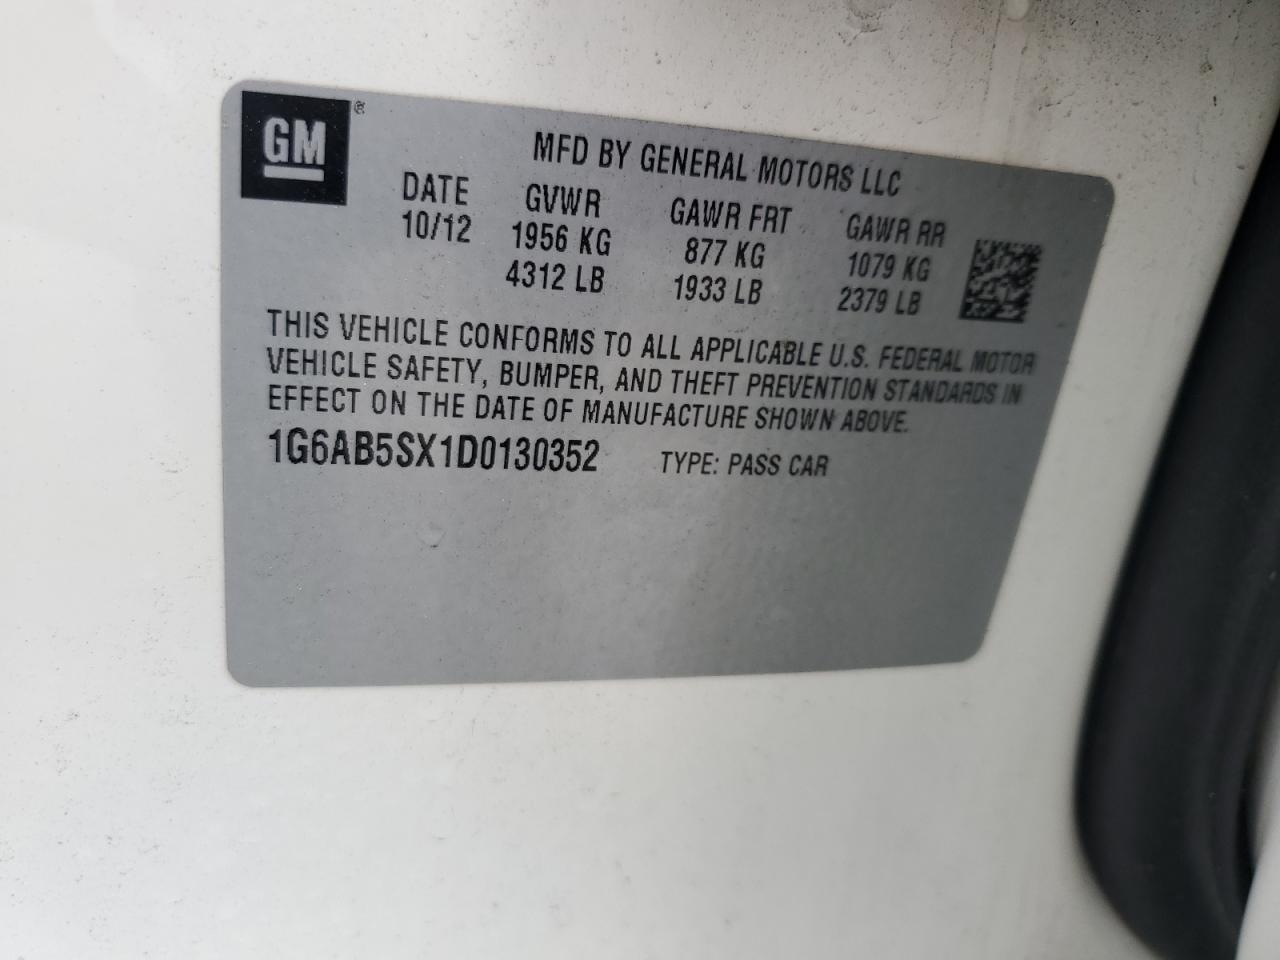 GM®
MFD BY GENERAL MOTORS LLC
DATE GVWR GAWR FRT GAWR RR
10/12 1956 KG 877 KG 1079 KG
4312 LB 1933 LB 2379 LB
THIS VEHICLE CONFORMS TO ALL APPLICABLE U.S. FEDERAL MOTOR
VEHICLE SAFETY, BUMPER, AND THEFT PREVENTION STANDARDS IN
EFFECT ON THE DATE OF MANUFACTURE SHOWN ABOVE.
1G6AB5SX1D0130352 TYPE: PASS CAR